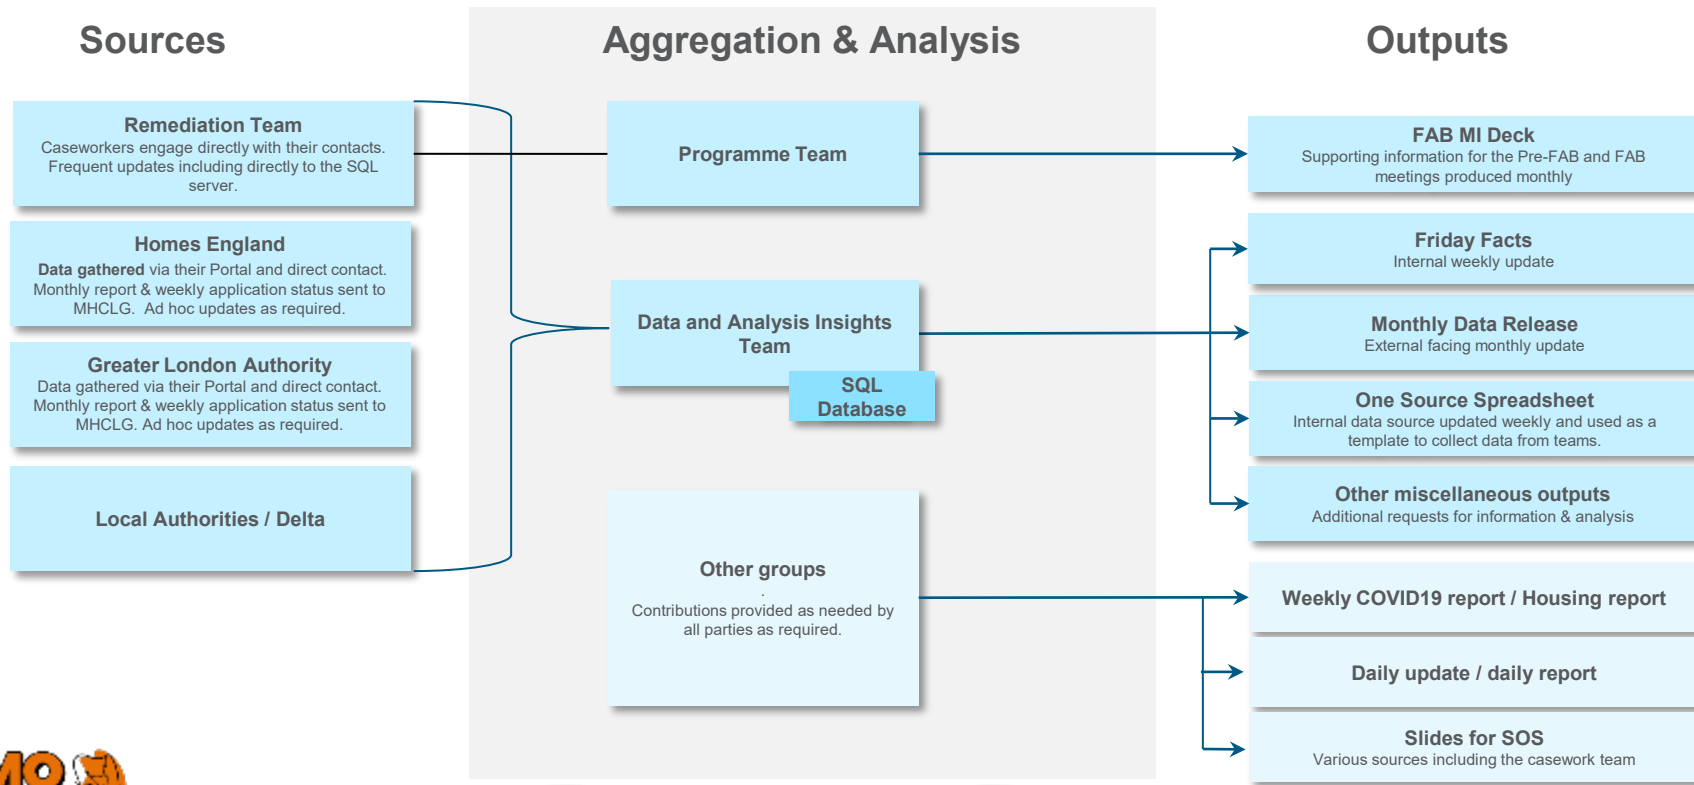 Sources
Aggregation & Analysis
Outputs
Remediation Team
Caseworkers engage directly with their contacts.
Frequent updates including directly to the SQL
server.
Homes England
Data gathered via their Portal and direct contact.
Monthly report & weekly application status sent to
MHCLG. Ad hoc updates as required.
Greater London Authority
Data gathered via their Portal and direct contact.
Monthly report & weekly application status sent to
MHCLG. Ad hoc updates as required.
Local Authorities / Delta
Programme Team
Data and Analysis Insights
Team
SQL
Database
Other groups
.
Contributions provided as needed by
all parties as required.
FAB MI Deck
Supporting information for the Pre-FAB and FAB
meetings produced monthly
Friday Facts
Internal weekly update
Monthly Data Release
External facing monthly update
One Source Spreadsheet
Internal data source updated weekly and used as a
template to collect data from teams.
Other miscellaneous outputs
Additional requests for information & analysis
Weekly COVID19 report / Housing report
Daily update / daily report
Slides for SOS
Various sources including the casework team